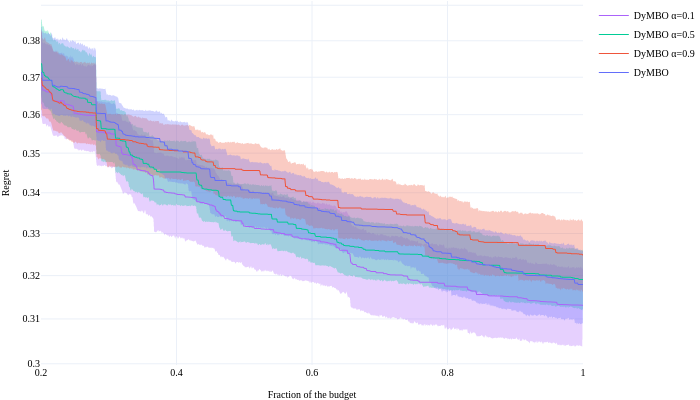 DyMBO α=0.1
DyMBO α=0.5
DyMBO α=0.9
DyMBO
0.38
0.37
0.36
0.35
0.34
0.33
0.32
0.31
0.3
Regret
0.2
0.4
0.6
0.8
1
Fraction of the budget